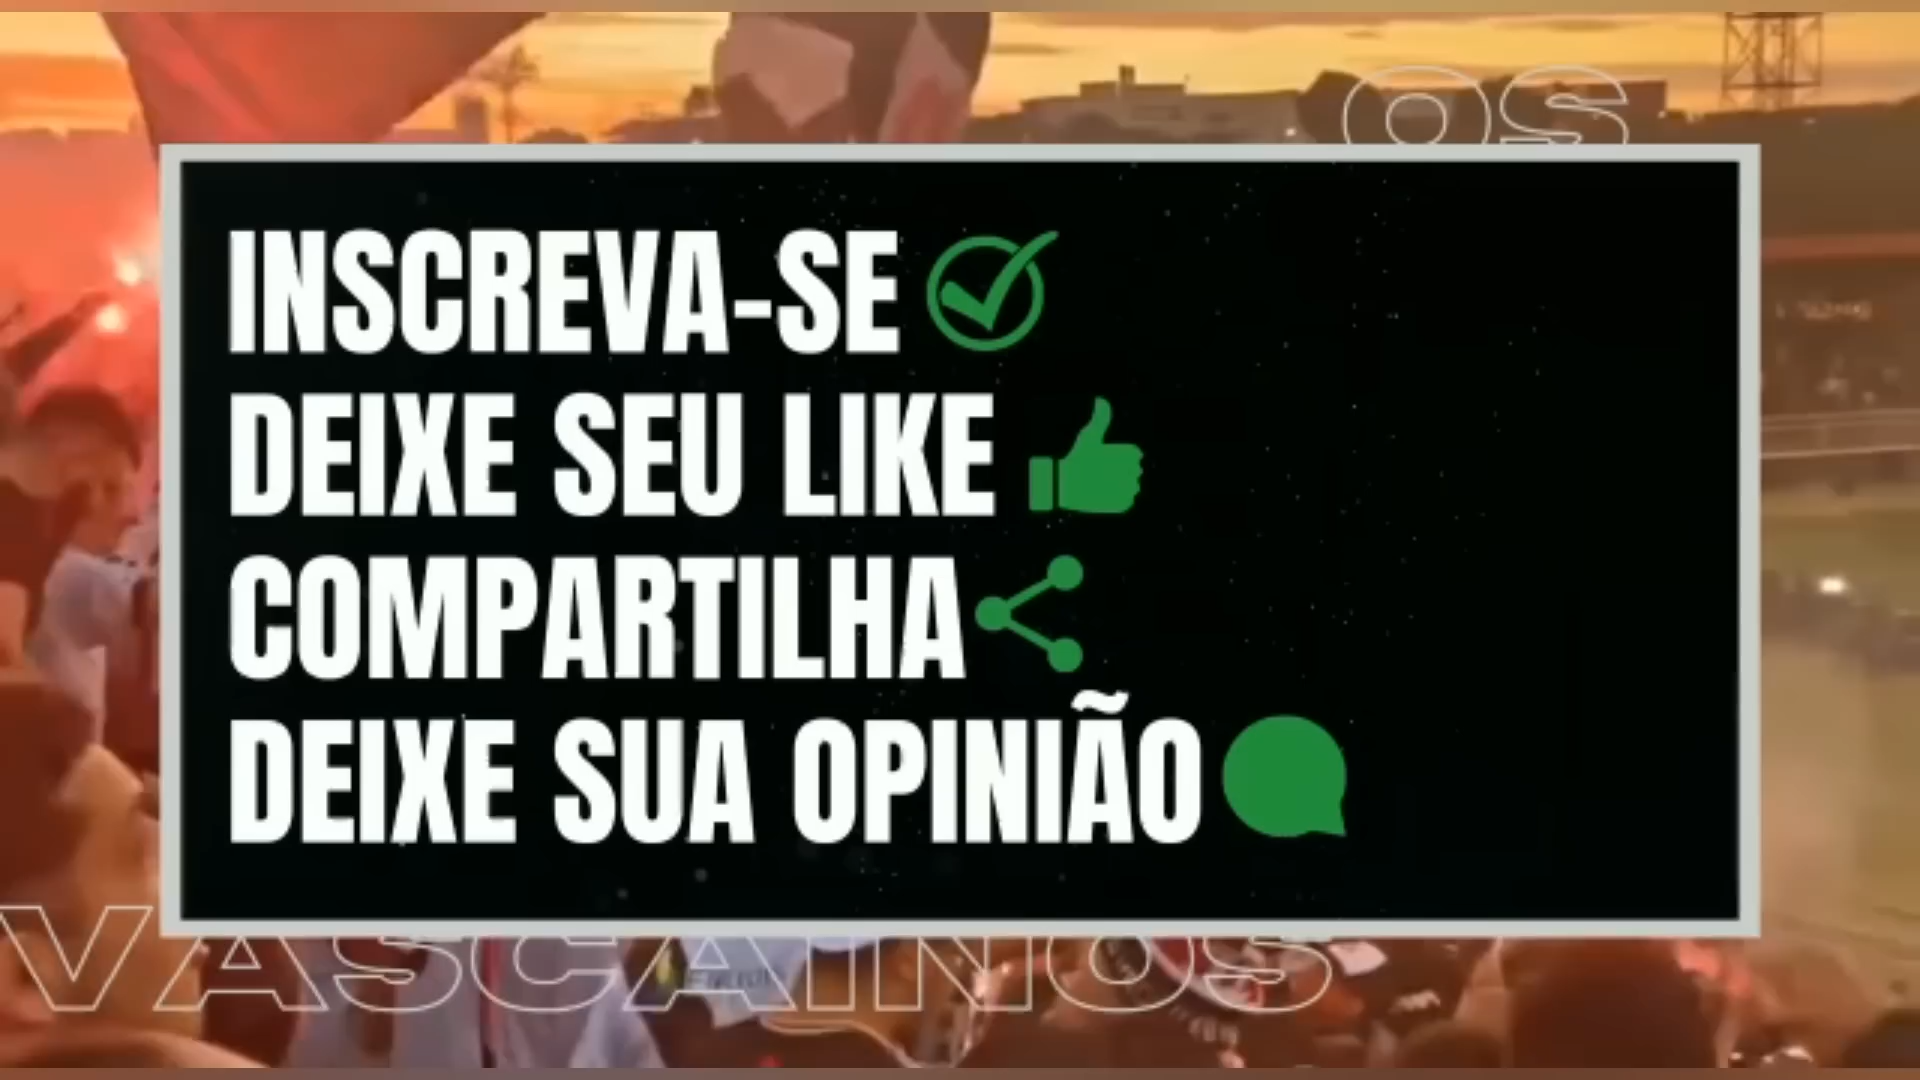 OS
INSCREVA-SE
DEIXE SEU LIKE
COMPARTILHA
DEIXE SUA OPINIÃO
VASCAINOS